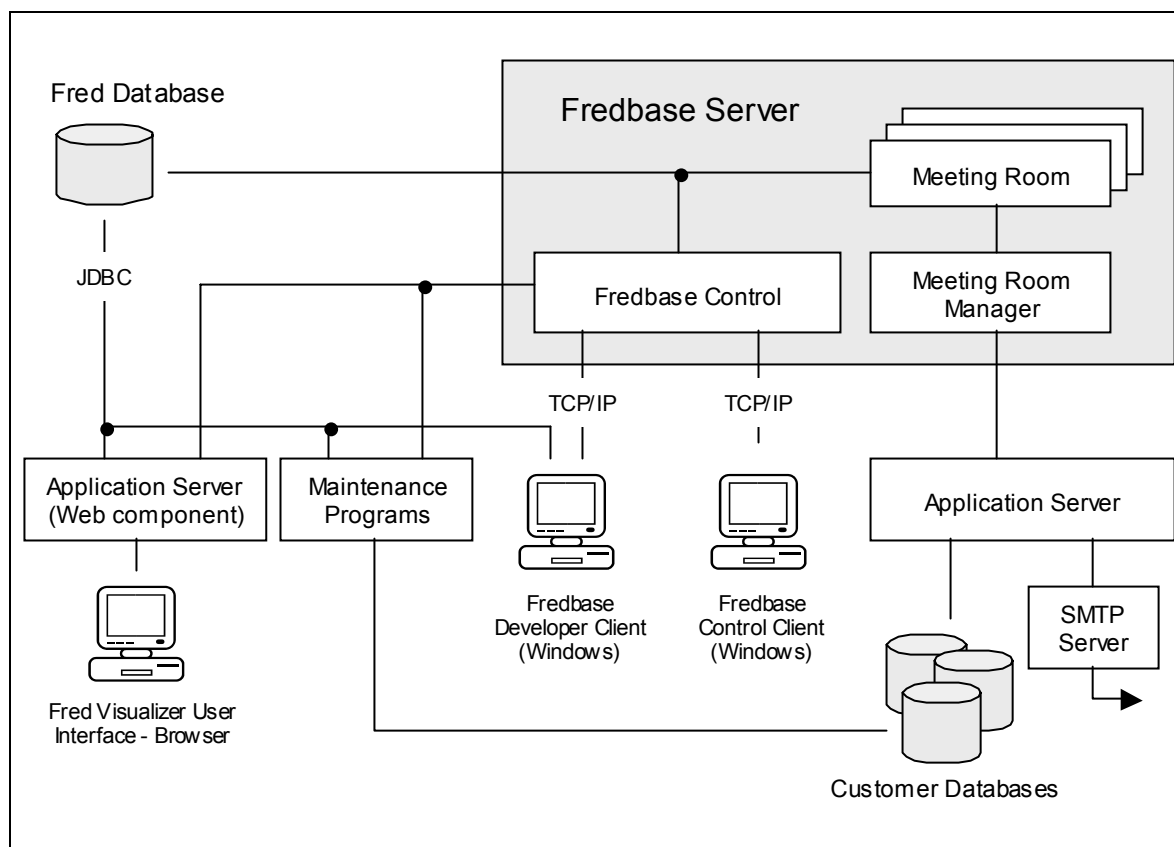 Fred Database
Fredbase Server
Meeting Room
JDBC
Fredbase Control
Meeting Room
Manager
TCP/IP
TCP/IP
Application Server
(Web component)
Maintenance
Programs
Application Server
Fredbase
Developer Client
(Windows)
Fredbase
Control Client
(Windows)
SMTP
Server
Fred Visualizer User
Interface - Browser
Customer Databases